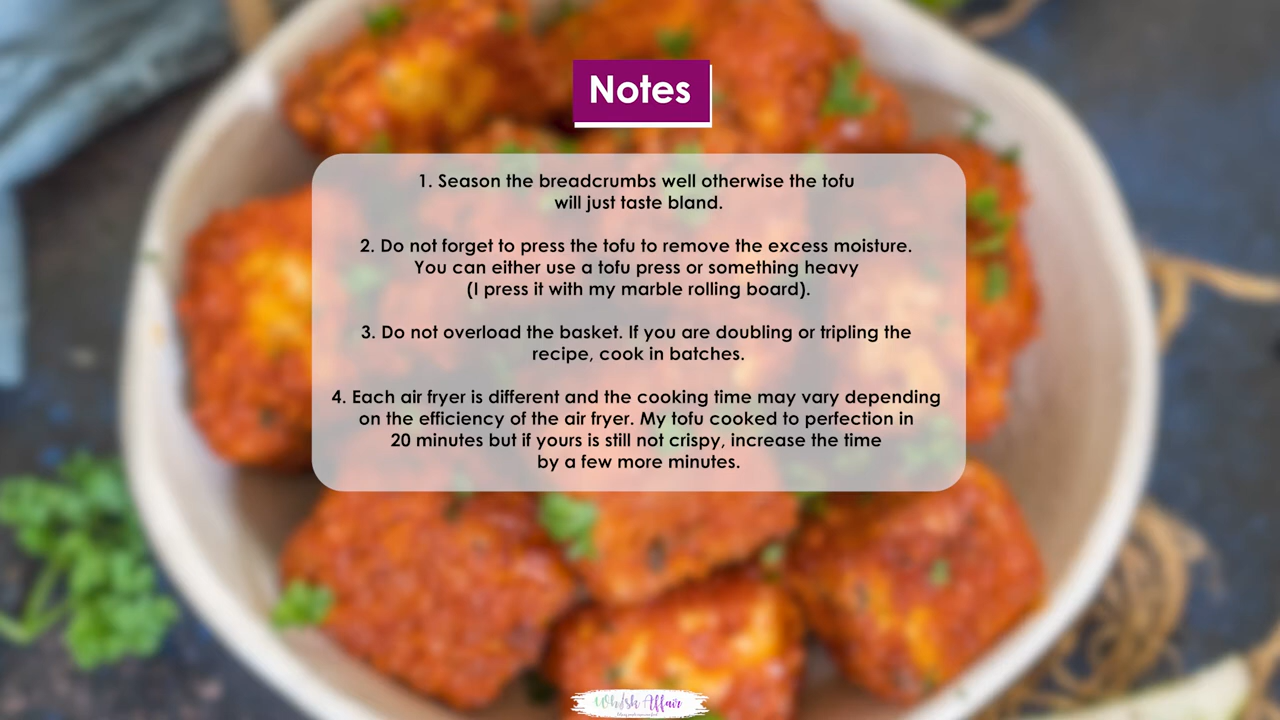 Notes
1. Season the breadcrumbs well otherwise the tofu
will just taste bland.
2. Do not forget to press the tofu to remove the excess moisture.
You can either use a tofu press or something heavy
(I press it with my marble rolling board).
3. Do not overload the basket. If you are doubling or tripling the
recipe, cook in batches.
4. Each air fryer is different and the cooking time may vary depending
on the efficiency of the air fryer. My tofu cooked to perfection in
20 minutes but if yours is still not crispy, increase the time
by a few more minutes.
Whisk Affair